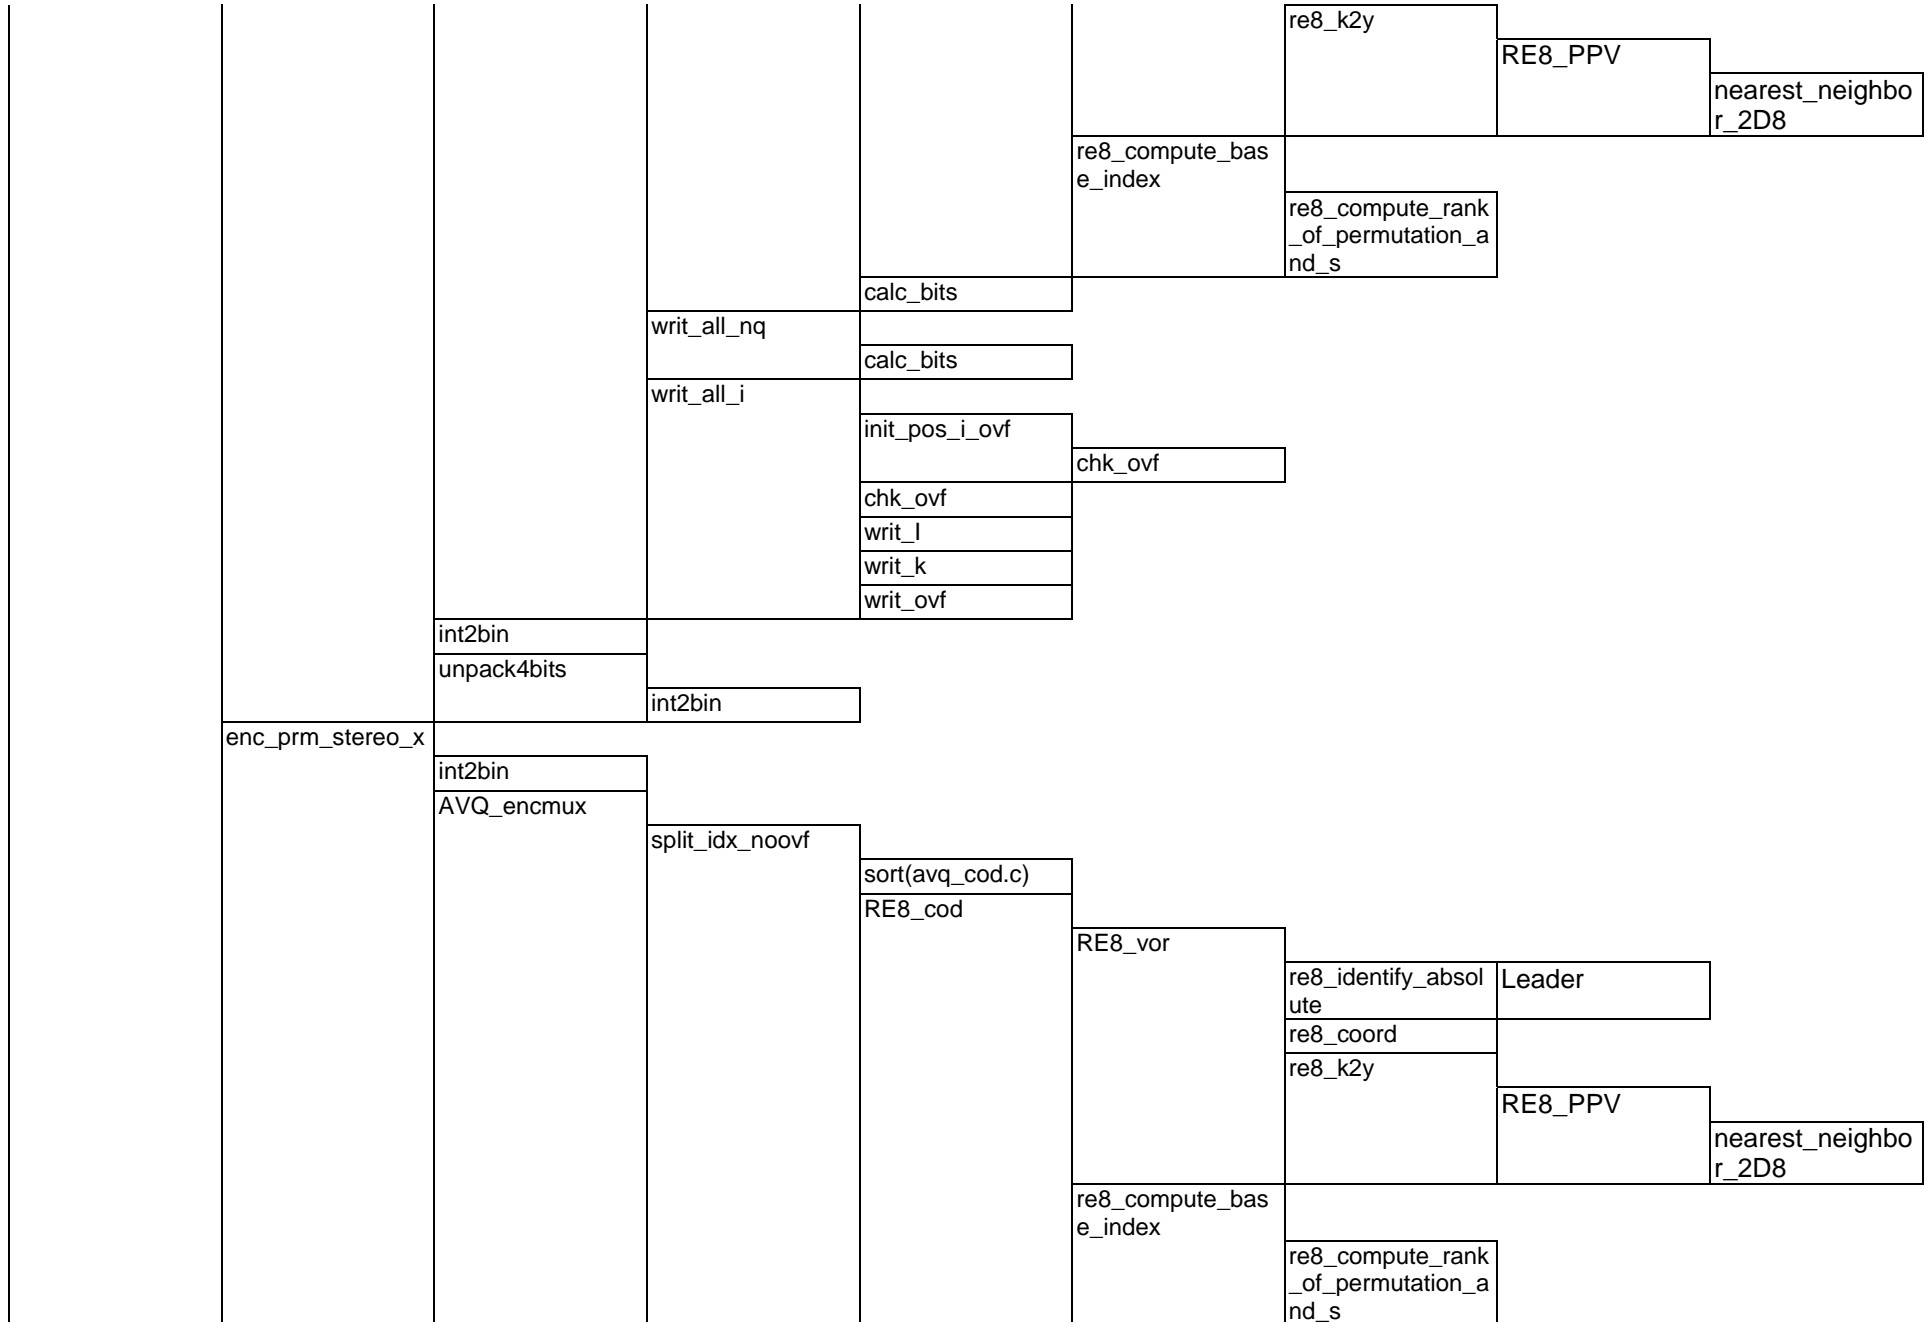 re8_k2y
RE8_PPV
nearest_neighbo
r_2D8
re8_compute_bas
e_index
re8_compute_rank
_of_permutation_a
nd_s
calc_bits
writ_all_nq
calc_bits
writ_all_i
init_pos_i_ovf
chk_ovf
chk_ovf
writ_I
writ_k
writ_ovf
int2bin
unpack4bits
int2bin
enc_prm_stereo_x
int2bin
AVQ_encmux
split_idx_noovf
sort(avq_cod.c)
RE8_cod
RE8_vor
re8_identify_absol
ute
Leader
re8_coord
re8_k2y
RE8_PPV
nearest_neighbo
r_2D8
re8_compute_bas
e_index
re8_compute_rank
_of_permutation_a
nd_s